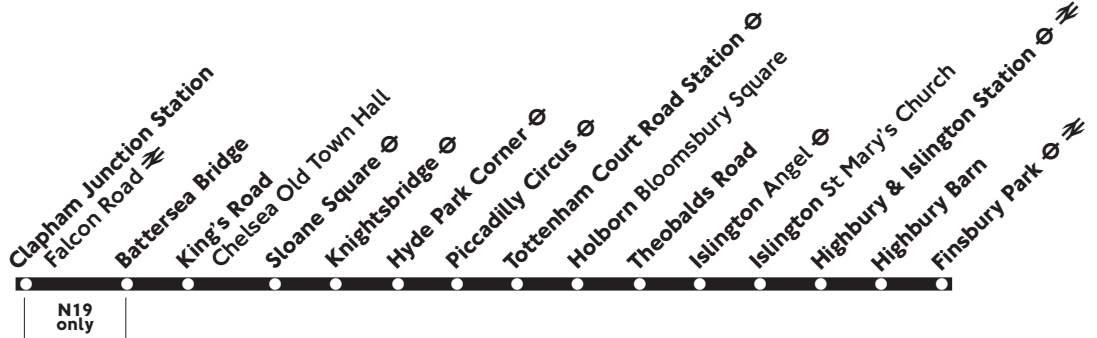 Clapham Junction Station
Falcon Road
Battersea Bridge
King's Road
Chelsea Old Town Hall
Sloane Square
Knightsbridge
Hyde Park Corner
Piccadilly Circus
Tottenham Court Road Station
Holborn Bloomsbury Square
Theobalds Road
Islington Angel
Islington St Mary's Church
Highbury & Islington Station
Highbury Barn
Finsbury Park
N19
only